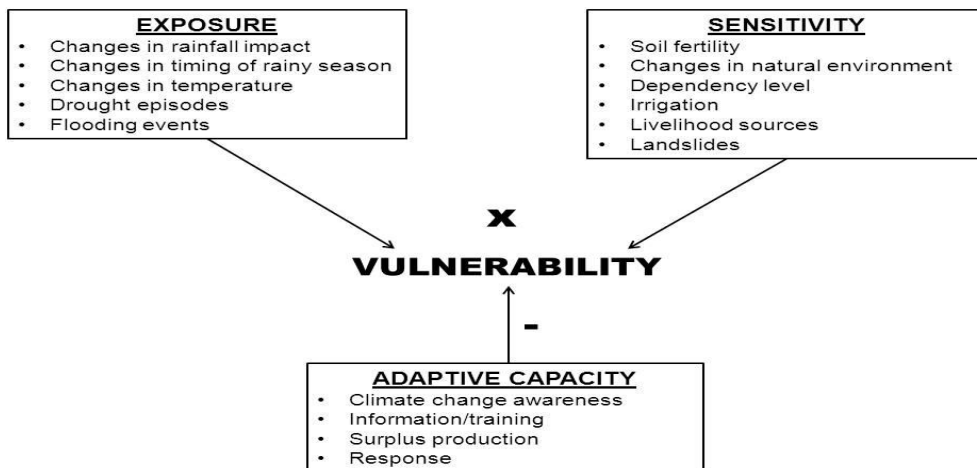 EXPOSURE
• Changes in rainfall impact
• Changes in timing of rainy season
• Changes in temperature
• Drought episodes
• Flooding events
SENSITIVITY
• Soil fertility
• Changes in natural environment
• Dependency level
• Irrigation
• Livelihood sources
• Landslides
x
VULNERABILITY
-
ADAPTIVE CAPACITY
• Climate change awareness
• Information/training
• Surplus production
• Response